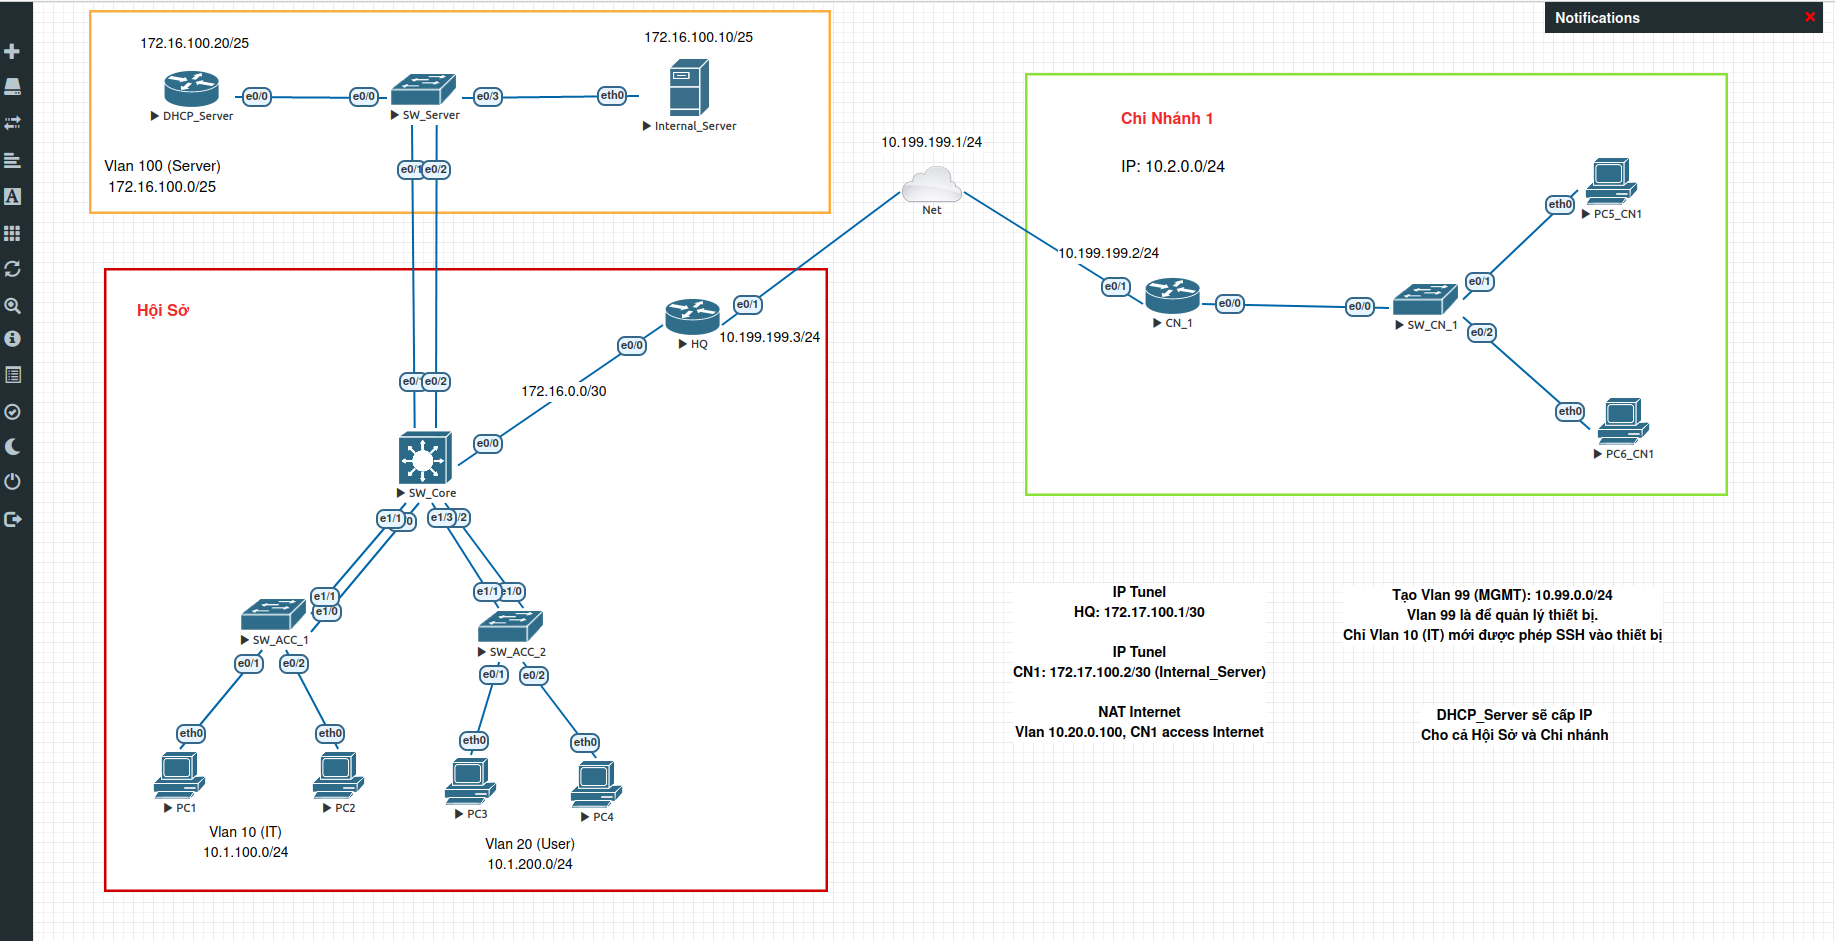 Notifications
172.16.100.20/25
172.16.100.10/25
e0/0
e0/0
e0/3
eth0
DHCP_Server
SW_Server
Internal_Server
Vlan 100 (Server)
172.16.100.0/25
e0/1
e0/2
10.199.199.1/24
Net
Chi Nhánh 1
IP: 10.2.0.0/24
eth0
PC5_CN1
10.199.199.2/24
e0/1
CN_1
e0/0
e0/0
SW_CN_1
e0/1
e0/2
eth0
PC6_CN1
Hội Sở
e0/1
HQ
10.199.199.3/24
e0/0
172.16.0.0/30
e0/2
e0/0
SW_Core
e1/1
e1/3
e1/1
e1/0
e1/1
e1/0
SW_ACC_1
SW_ACC_2
e0/1
e0/2
e0/1
e0/2
eth0
eth0
eth0
eth0
PC1
PC2
PC3
PC4
Vlan 10 (IT)
10.1.100.0/24
Vlan 20 (User)
10.1.200.0/24
IP Tunel
HQ: 172.17.100.1/30
IP Tunel
CN1: 172.17.100.2/30 (Internal_Server)
NAT Internet
Vlan 10.20.0.100, CN1 access Internet
Tạo Vlan 99 (MGMT): 10.99.0.0/24
Vlan 99 là để quản lý thiết bị.
Chỉ Vlan 10 (IT) mới được phép SSH vào thiết bị
DHCP_Server sẽ cấp IP
Cho cả Hội Sở và Chi nhánh